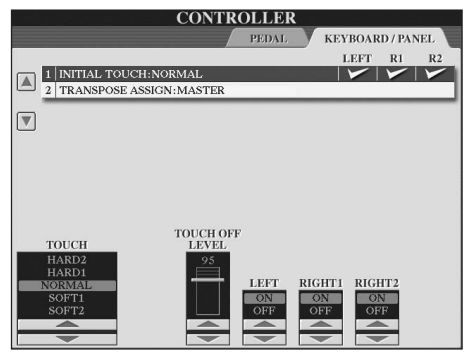 CONTROLLER
PEDAL KEYBOARD / PANEL
LEFT R1 R2
1 INITIAL TOUCH:NORMAL
2 TRANSPOSE ASSIGN:MASTER
TOUCH
HARD2
HARD1
NORMAL
SOFT1
SOFT2
TOUCH OFF
LEVEL
95
LEFT
ON
OFF
RIGHT1
ON
OFF
RIGHT2
ON
OFF